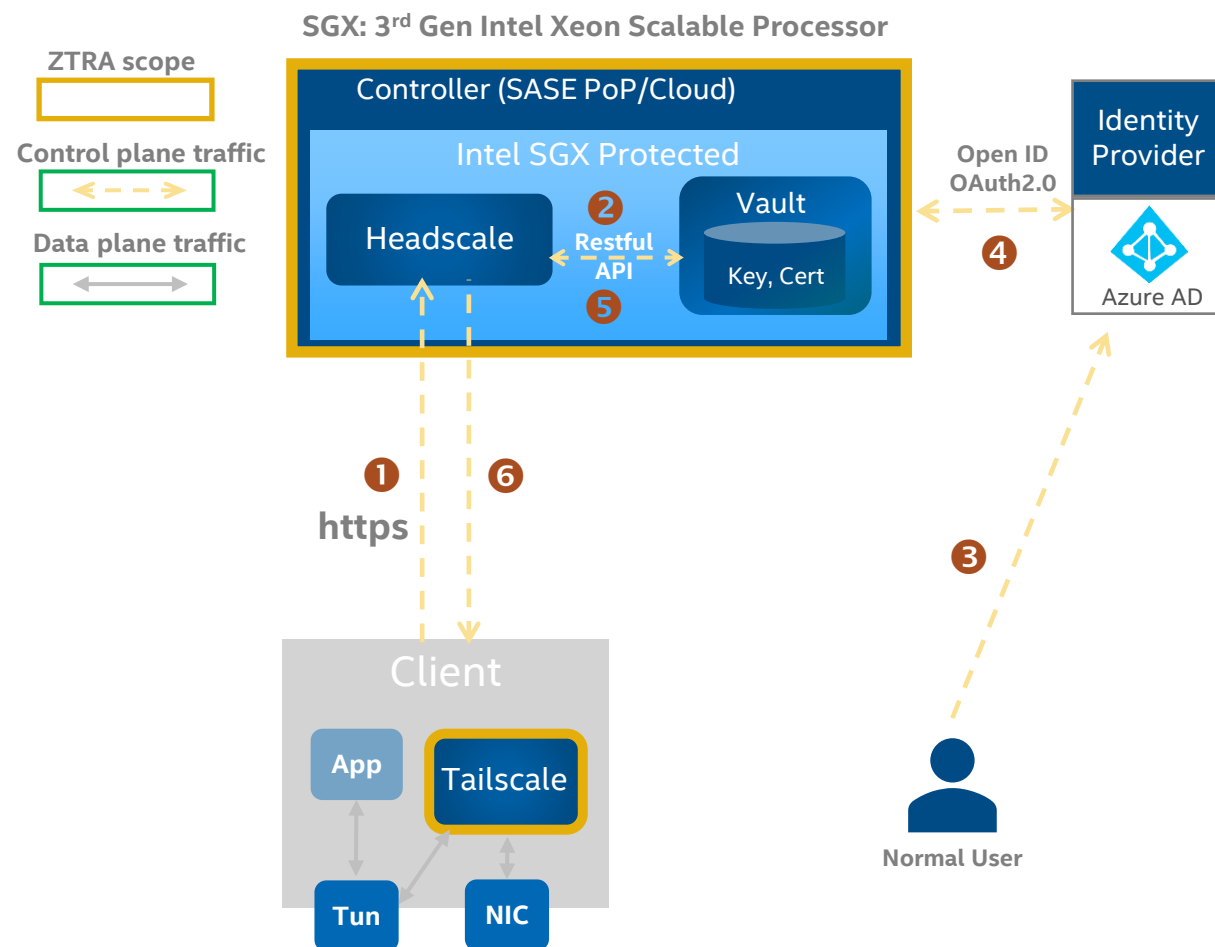 SGX: 3rd Gen Intel Xeon Scalable Processor
ZTRA scope
Control plane traffic
Data plane traffic
Controller (SASE PoP/Cloud)
Intel SGX Protected
Headscale
2
Restful
API
5
Vault
Key, Cert
Open ID
OAuth2.0
4
Identity
Provider
Azure AD
1
6
https
3
Client
App
Tailscale
Tun
NIC
Normal User